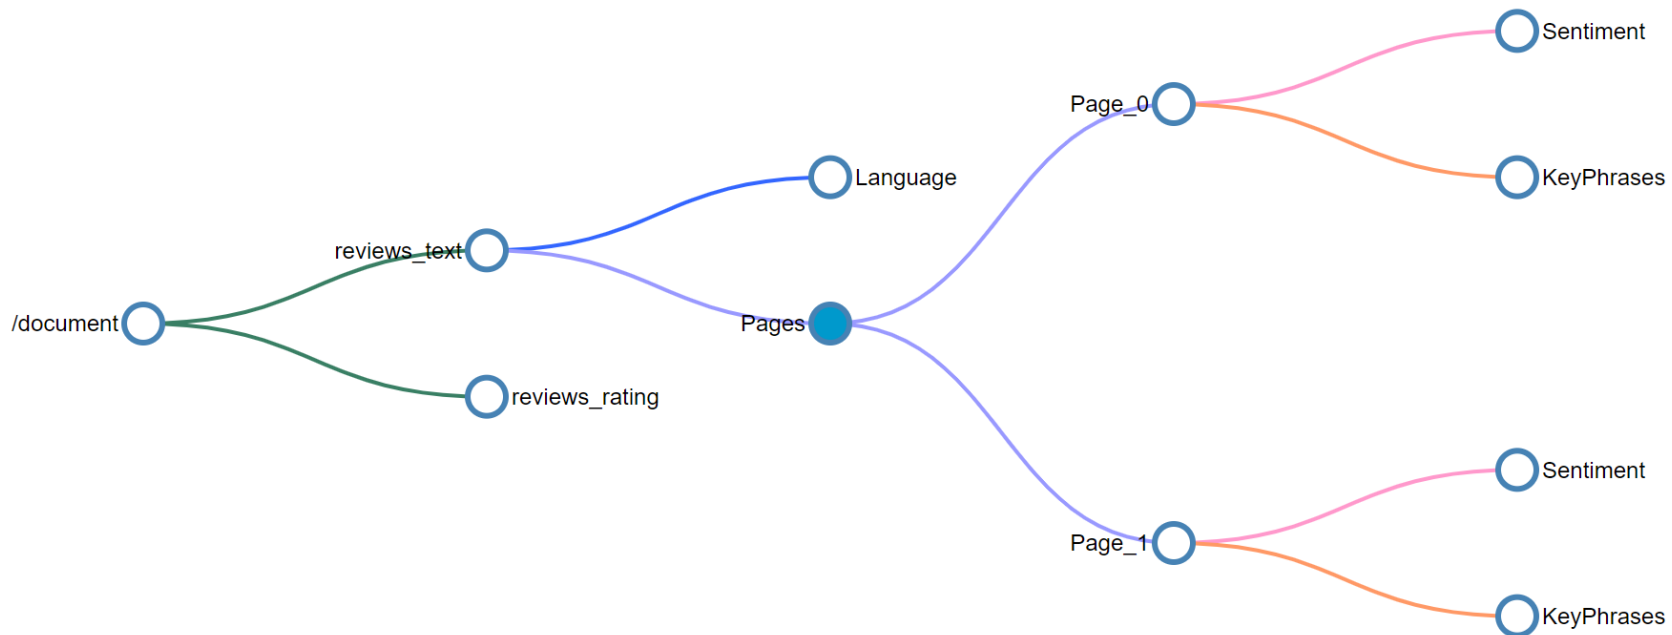 Sentiment
Page_0
Language
KeyPhrases
reviews_text
/document
Pages
reviews_rating
Sentiment
Page_1
KeyPhrases